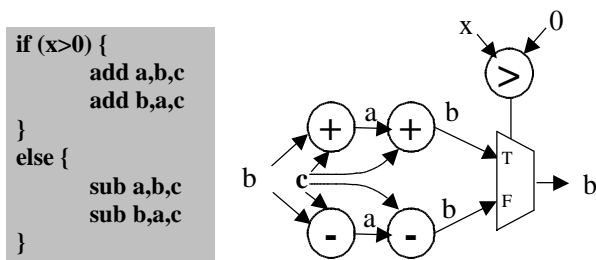 if (x>0) {
add a,b,c
add b,a,c
}
else {
sub a,b,c
sub b,a,c
}
x 0
>
b
c
+ a + b
- a - b
T
F
b